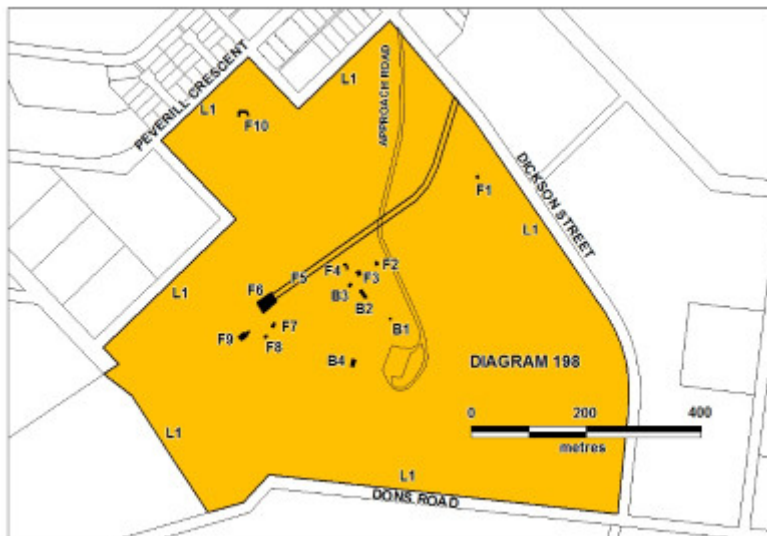 PEVERILL CRESCENT
L1
L1
F10
APPROACH ROAD
DICKSON STREET
F1
L1
L1
F2
F4
F3
F5
B3
B2
F6
F7
F8
F9
B1
B4
DIAGRAM 198
0 200 400
metres
L1
L1
DONS ROAD